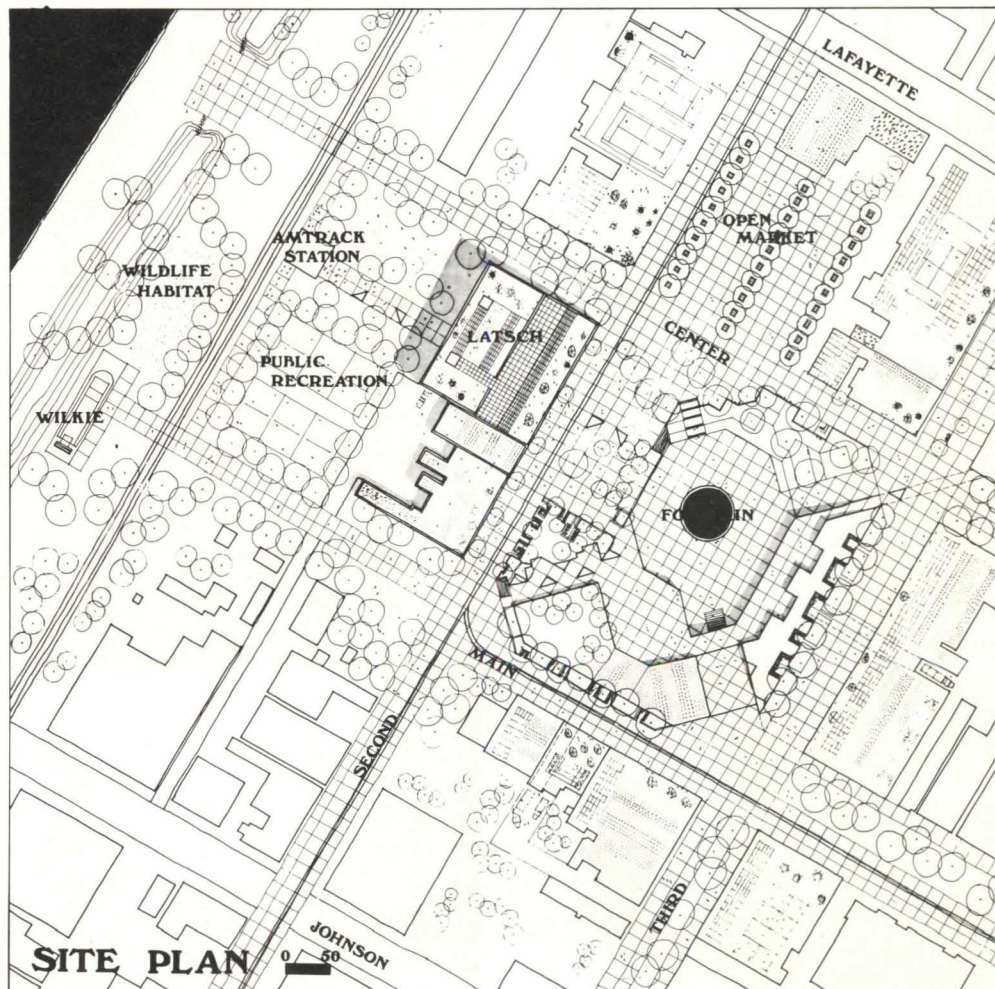 LAFAYETTE
OPEN
MARKET
AMTRACK
STATION
WILDLIFE
HABITAT
LATSCH
CENTER
PUBLIC
RECREATION
WILKIE
MAIN
SECOND
THIRD
JOHNSON
SITE PLAN 0 50